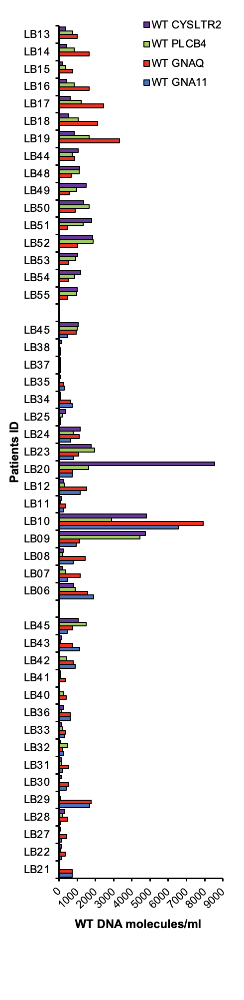 WT CYSLTR2
WT PLCB4
WT GNAQ
WT GNA11
LB13
LB14
LB15
LB16
LB17
LB18
LB19
LB44
LB48
LB49
LB50
LB51
LB52
LB53
LB54
LB55
LB45
LB38
LB37
LB35
LB34
LB25
LB24
LB23
LB20
LB12
LB11
LB10
LB09
LB08
LB07
LB06
LB45
LB43
LB42
LB41
LB40
LB36
LB33
LB32
LB31
LB30
LB29
LB28
LB27
LB22
LB21
Patients ID
0 1000 2000 3000 4000 5000 6000 7000 8000 9000
WT DNA molecules/ml